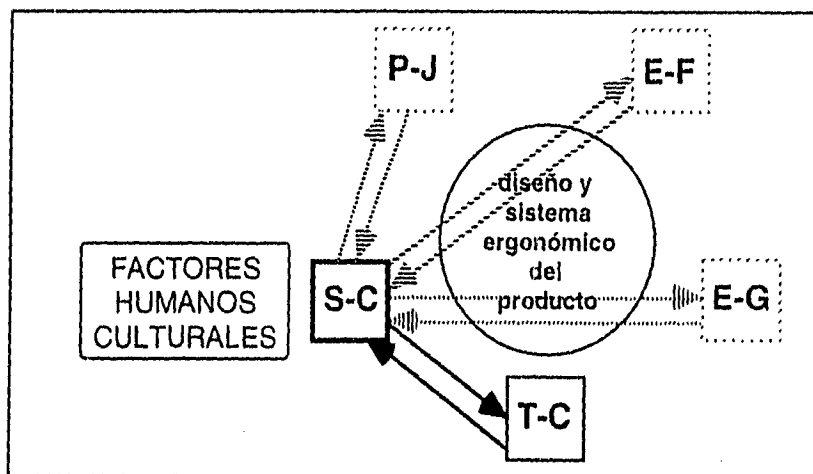 P-J
E-F
diseño y
sistema
ergonómico
del
producto
FACTORES
HUMANOS
CULTURALES
S-C
E-G
T-C